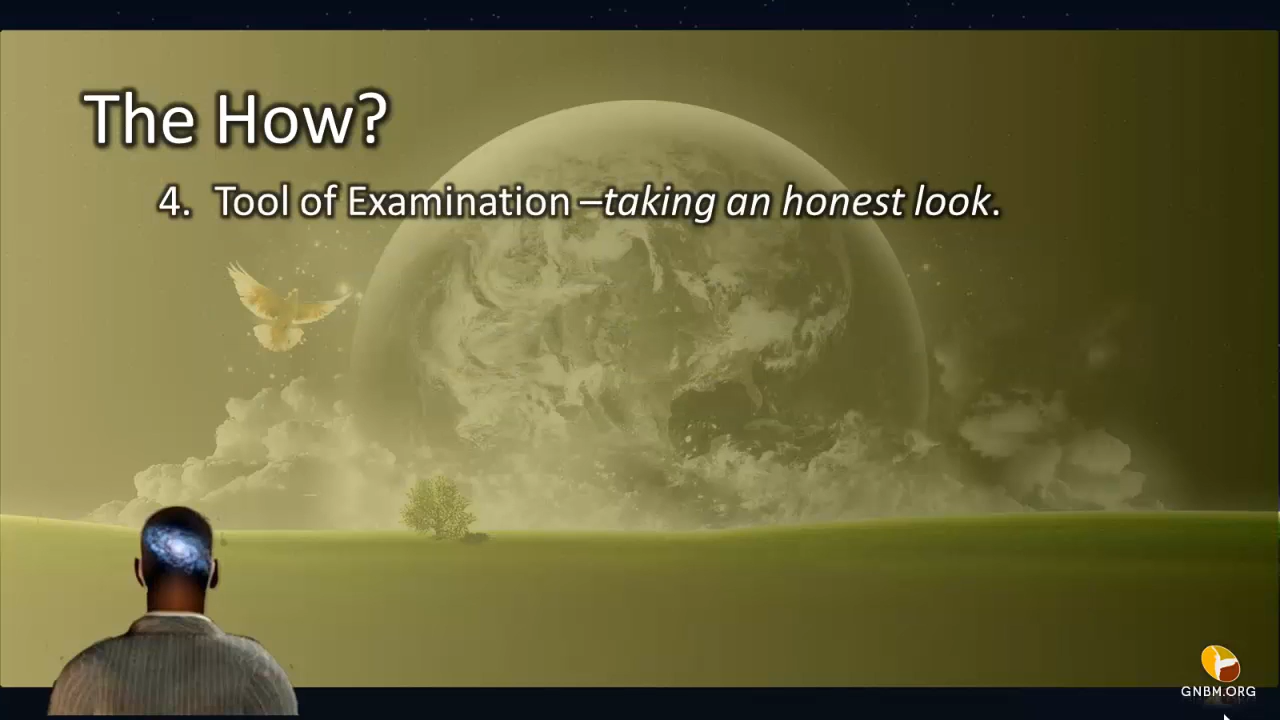 The How?
4. Tool of Examination –taking an honest look.
GNBM.ORG